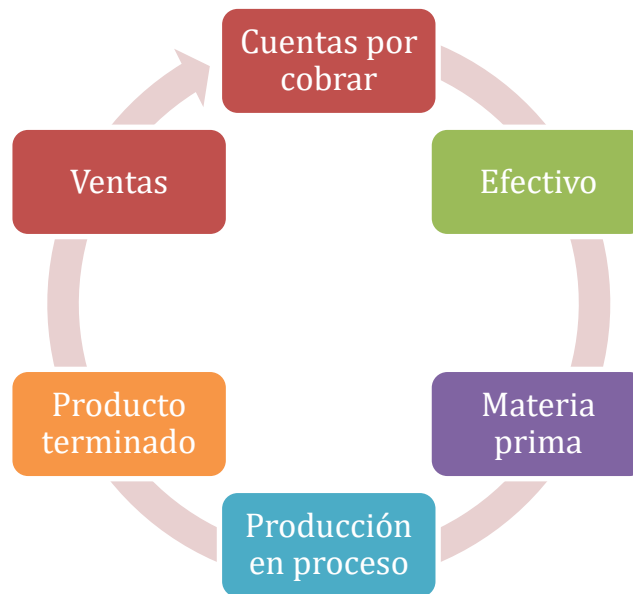 Cuentas por
cobrar
Efectivo
Materia
prima
Producción
en proceso
Producto
terminado
Ventas